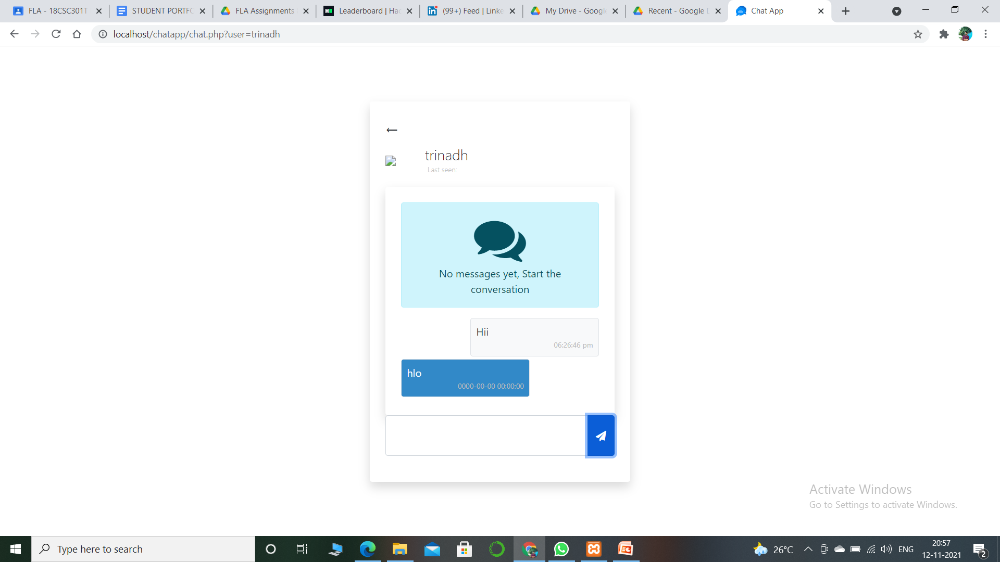 FLA - 18CSC301T
STUDENT PORTFC
FLA Assignments
Leaderboard | Hac
(99+) Feed | Linke
My Drive - Google
Recent - Google D
Chat App
localhost/chatapp/chat.php?user=trinadh
trinadh
Last seen:
No messages yet, Start the
conversation
Hii
06:26:46 pm
hlo
0000-00-00 00:00:00
Activate Windows
Go to Settings to activate Windows.
Type here to search
26°C
ENG
20:57
12-11-2021
2